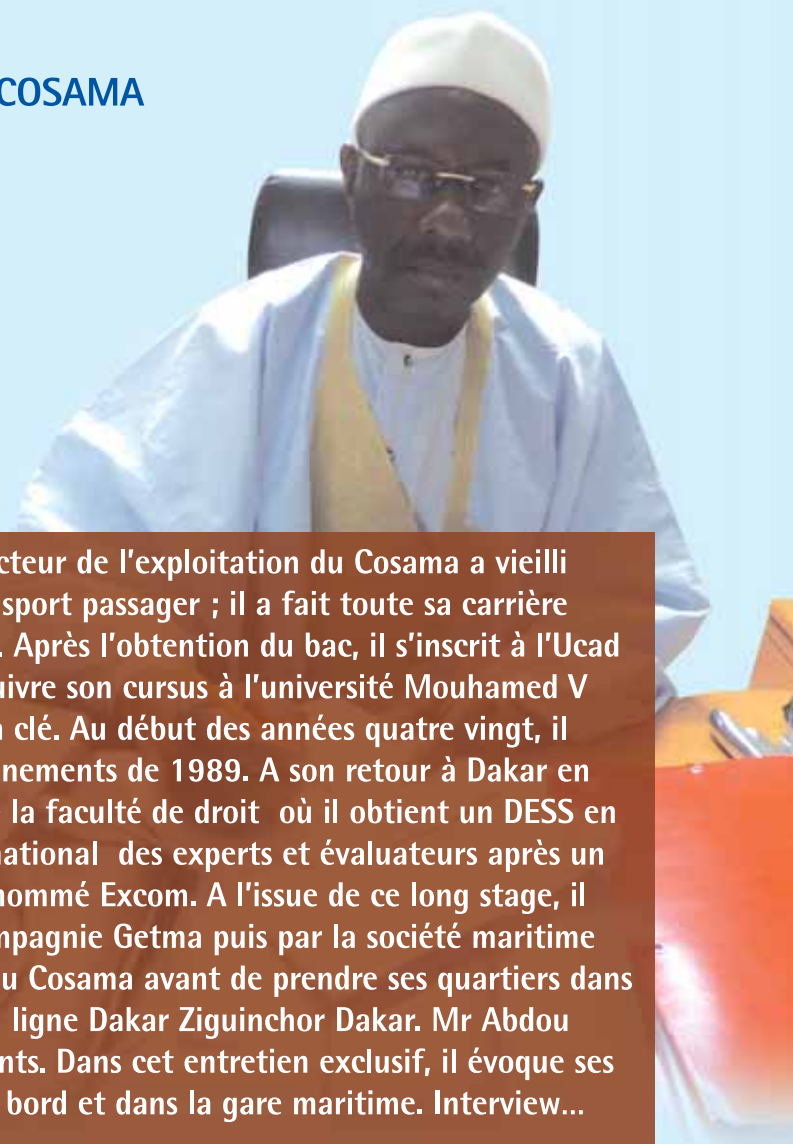 COSAMA
cteur de l'exploitation du Cosama a vieilli
sport passager ; il a fait toute sa carrière
. Après l'obtention du bac, il s'inscrit à l'Ucad
uivre son cursus à l'université Mouhamed V
clé. Au début des années quatre vingt, il
nements de 1989. A son retour à Dakar en
la faculté de droit où il obtient un DESS en
national des experts et évaluateurs après un
nommé Excom. A l'issue de ce long stage, il
mpagnie Getma puis par la société maritime
u Cosama avant de prendre ses quartiers dans
ligne Dakar Ziguinchor Dakar. Mr Abdou
nts. Dans cet entretien exclusif, il évoque ses
bord et dans la gare maritime. Interview...